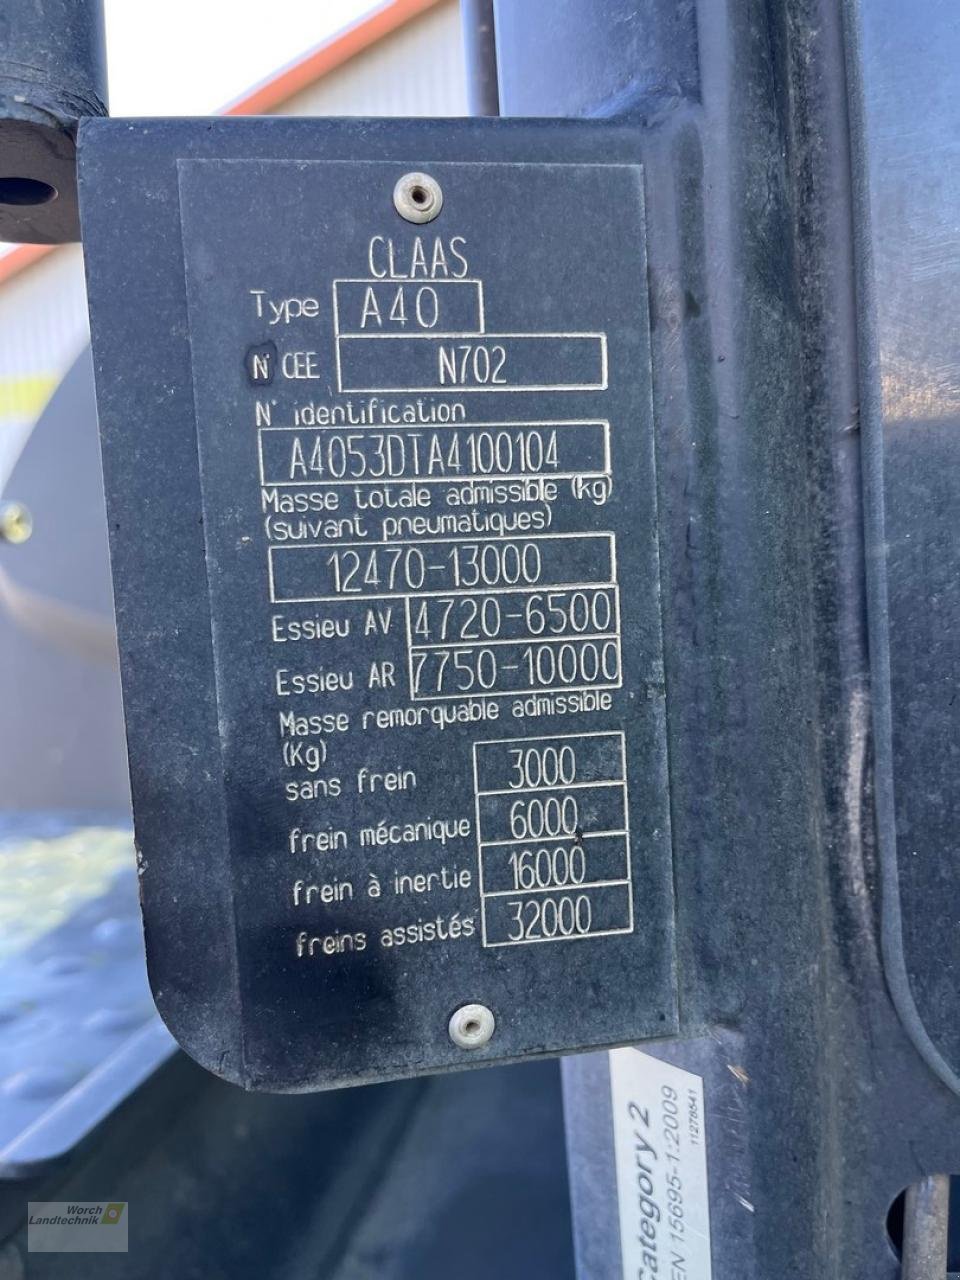 CLAAS
Type A40
N° CEE N702
N° identification
A4053DTA4100104
Masse totale admissible (kg)
(suivant pneumatiques)
12470-13000
Essieu AV 4720-6500
Essieu AR 7750-10000
Masse remorquable admissible
(Kg)
sans frein 3000
frein mécanique 6000
frein à inertie 16000
freins assistés 32000
Category 2
EN 15695-1:2009
11276541
Worch
Landtechnik